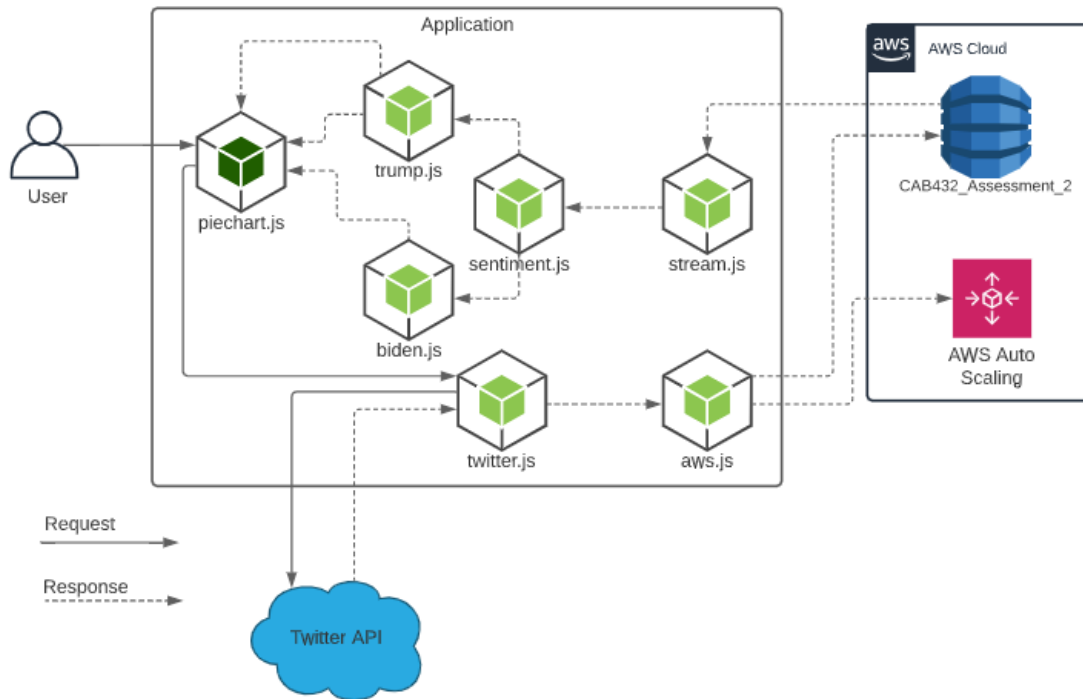 Application
aws
AWS Cloud
trump.js
User
piechart.js
CAB432_Assessment_2
sentiment.js
stream.js
biden.js
AWS Auto
Scaling
twitter.js
aws.js
Request
Response
Twitter API